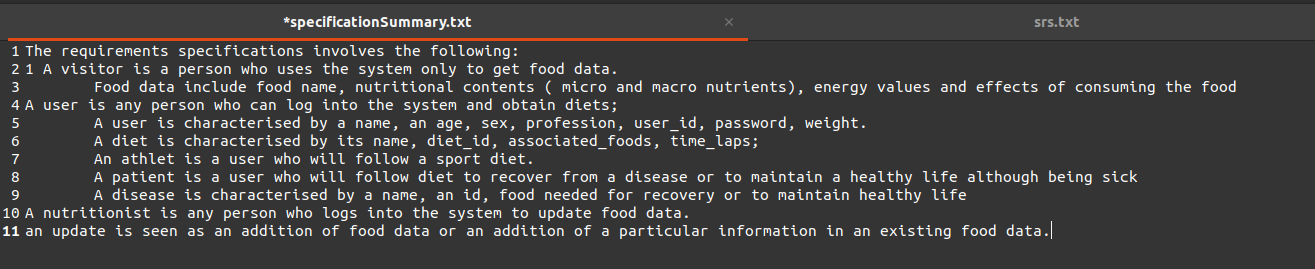 *specificationSummary.txt × srs.txt
1 The requirements specifications involves the following:
2 1 A visitor is a person who uses the system only to get food data.
3 Food data include food name, nutritional contents ( micro and macro nutrients), energy values and effects of consuming the food
4 A user is any person who can log into the system and obtain diets;
5 A user is characterised by a name, an age, sex, profession, user_id, password, weight.
6 A diet is characterised by its name, diet_id, associated_foods, time_laps;
7 An athlet is a user who will follow a sport diet.
8 A patient is a user who will follow diet to recover from a disease or to maintain a healthy life although being sick
9 A disease is characterised by a name, an id, food needed for recovery or to maintain healthy life
10 A nutritionist is any person who logs into the system to update food data.
11 an update is seen as an addition of food data or an addition of a particular information in an existing food data.